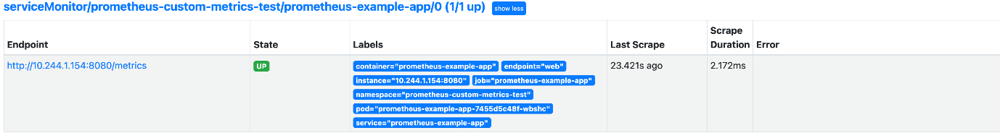 serviceMonitor/prometheus-custom-metrics-test/prometheus-example-app/0 (1/1 up) show less
Endpoint State Labels Last Scrape Scrape Duration Error
http://10.244.1.154:8080/metrics UP container="prometheus-example-app" endpoint="web" 23.421s ago 2.172ms
instance="10.244.1.154:8080" job="prometheus-example-app"
namespace="prometheus-custom-metrics-test"
pod="prometheus-example-app-7455d5c48f-wbshc"
service="prometheus-example-app"